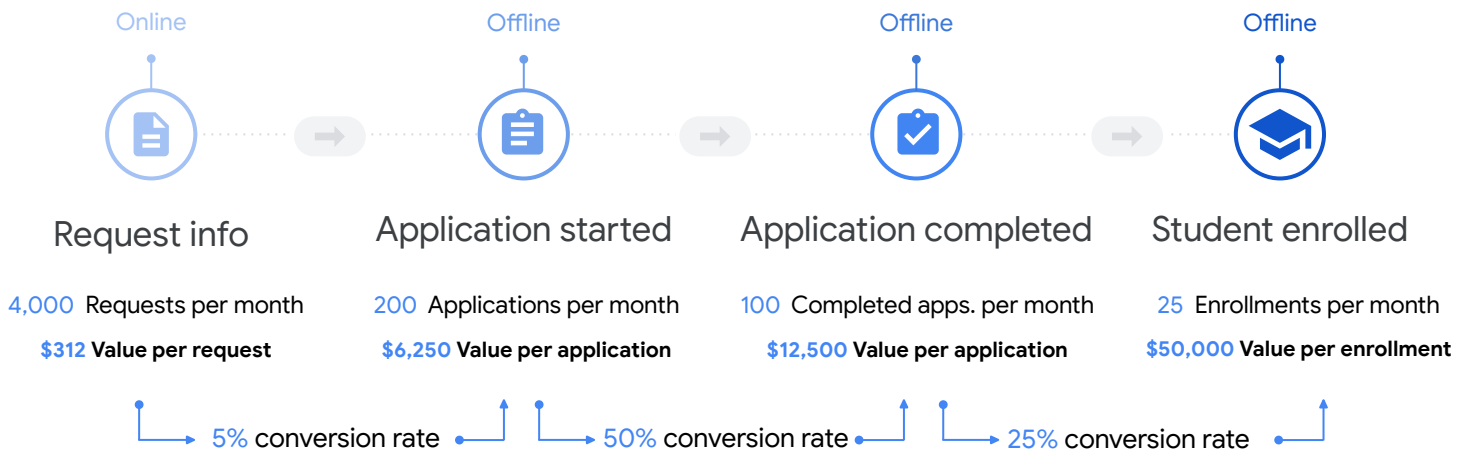 Online
Offline
Offline
Offline
Request info
Application started
Application completed
Student enrolled
4,000 Requests per month
200 Applications per month
100 Completed apps. per month
25 Enrollments per month
$312 Value per request
$6,250 Value per application
$12,500 Value per application
$50,000 Value per enrollment
5% conversion rate
50% conversion rate
25% conversion rate